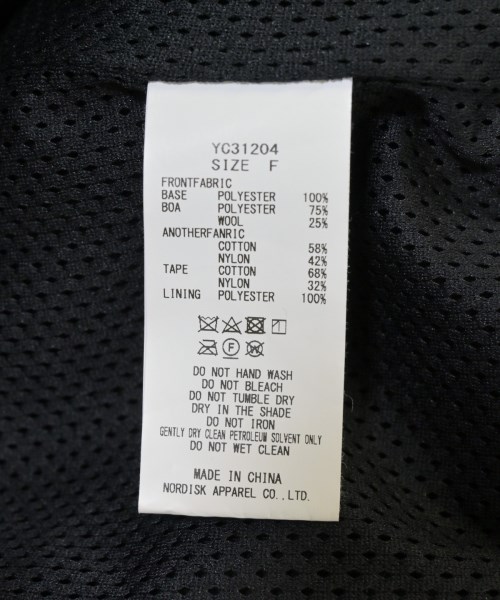 YC31204
SIZE F
FRONTFABRIC
BASE POLYESTER 100%
BOA POLYESTER 75%
WOOL 25%
ANOTHERFANRIC
COTTON 58%
NYLON 42%
TAPE COTTON 68%
NYLON 32%
LINING POLYESTER 100%
F W
DO NOT HAND WASH
DO NOT BLEACH
DO NOT TUMBLE DRY
DRY IN THE SHADE
DO NOT IRON
GENTLY DRY CLEAN PETROLEUM SOLVENT ONLY
DO NOT WET CLEAN
MADE IN CHINA
NORDISK APPAREL CO.,LTD.